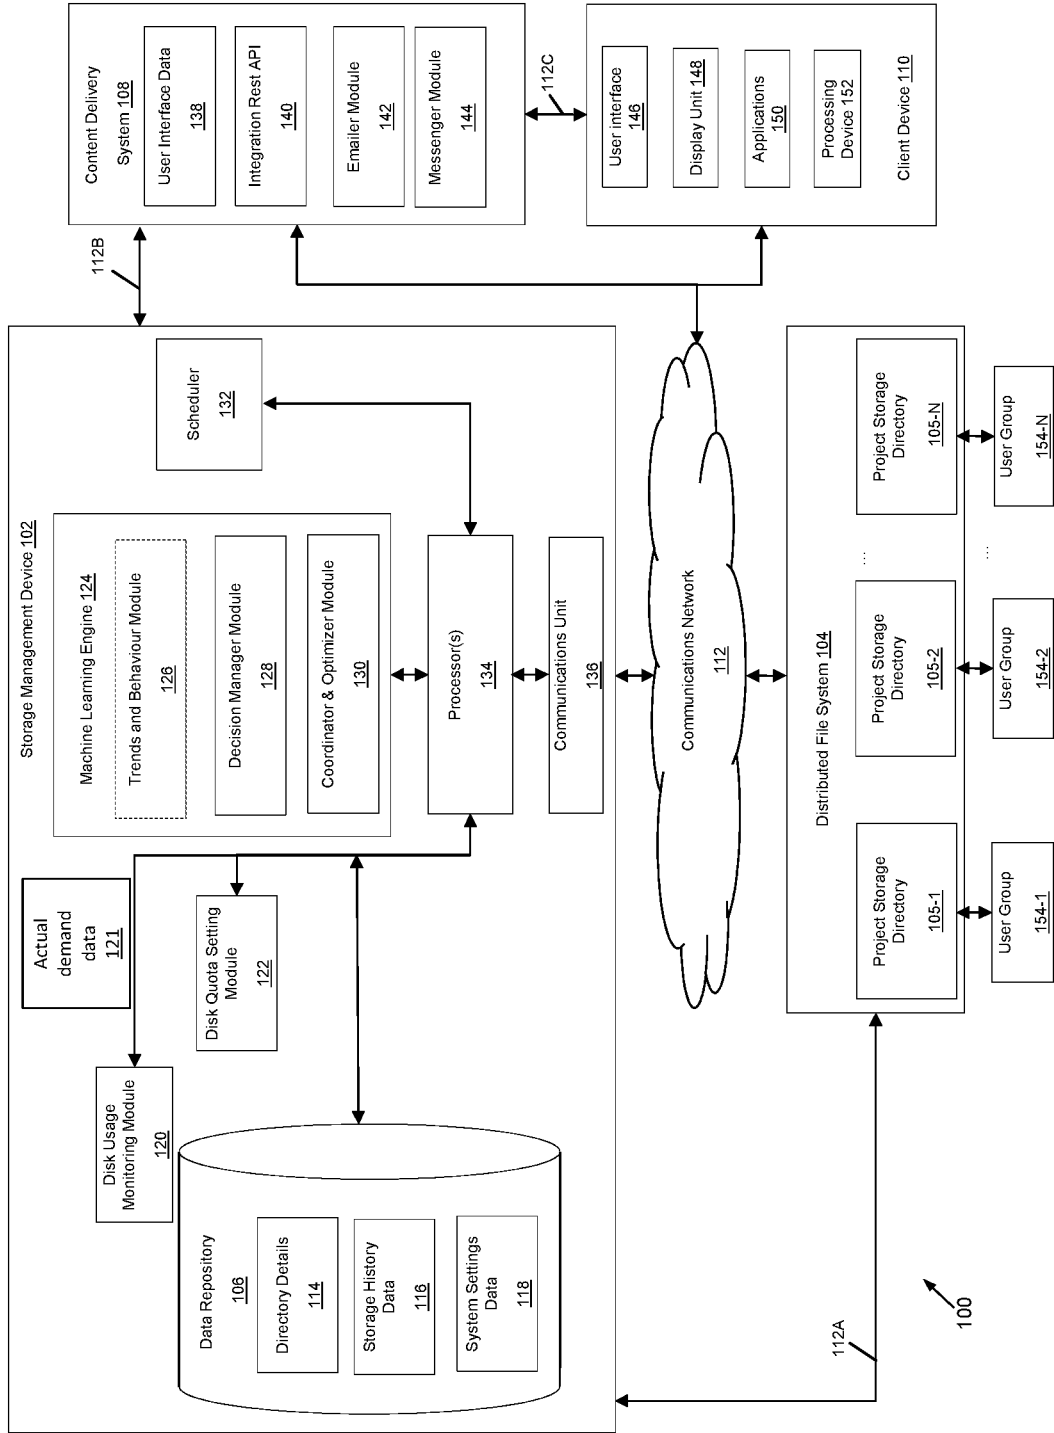 Storage Management Device 102
Data Repository
106
Directory Details
114
Storage History
Data
116
System Settings
Data
118
Disk Usage
Monitoring Module
120
Actual
demand
data
121
Disk Quota Setting
Module
122
Machine Learning Engine 124
Trends and Behaviour Module
126
Decision Manager Module
128
Coordinator & Optimizer Module
130
Scheduler
132
Processor(s)
134
Communications Unit
136
112B
Content Delivery
System 108
User Interface Data
138
Integration Rest API
140
Emailer Module
142
Messenger Module
144
112C
User interface
146
Display Unit 148
Applications
150
Processing
Device 152
Client Device 110
Communications Network
112
Distributed File System 104
Project Storage
Directory
105-1
Project Storage
Directory
105-2
...
Project Storage
Directory
105-N
User Group
154-1
User Group
154-2
...
User Group
154-N
112A
100